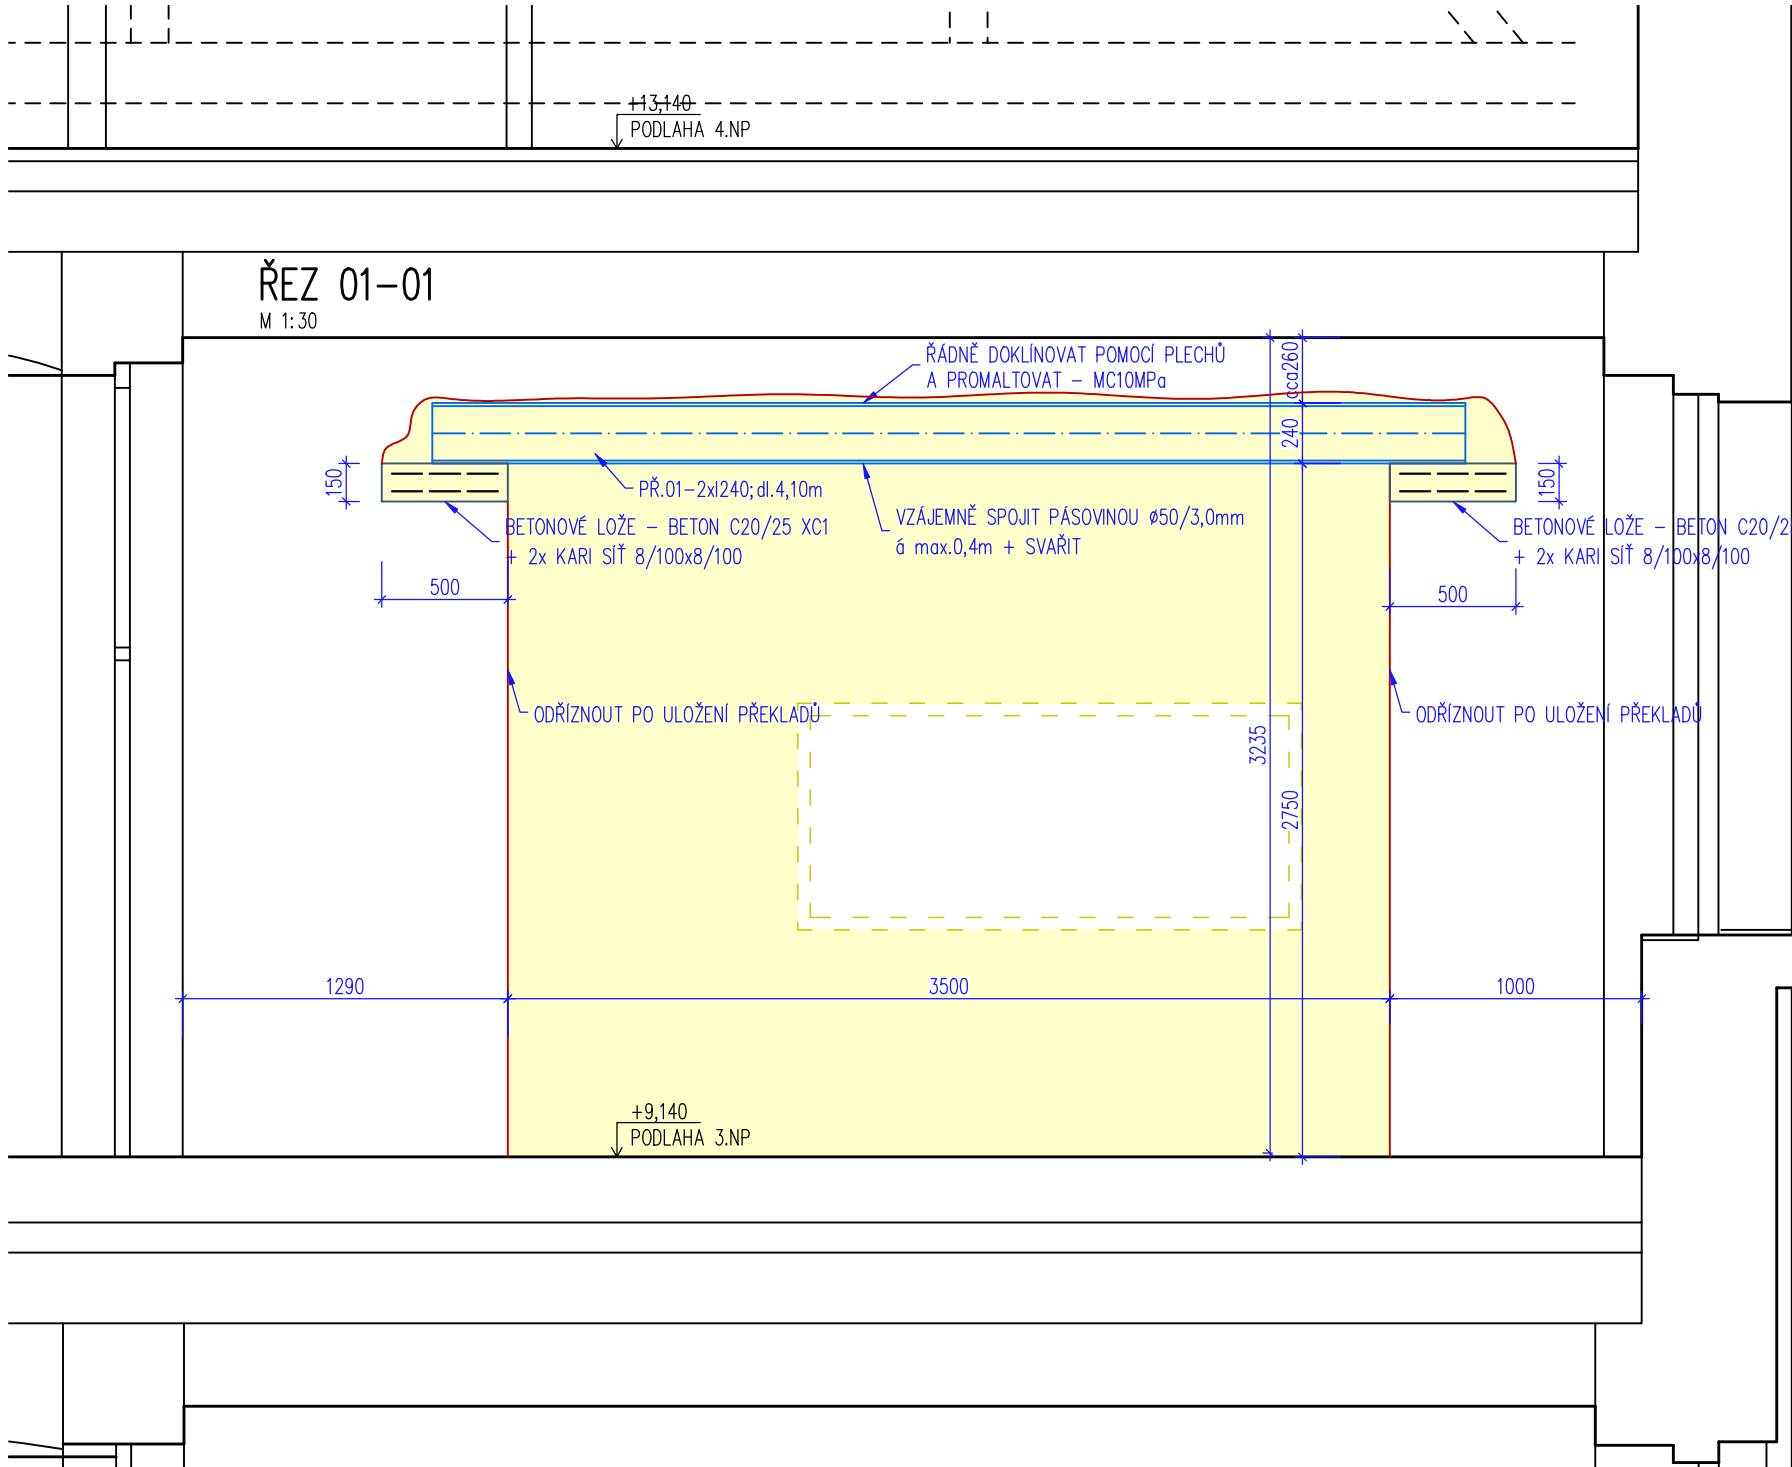 +13,140
PODLAHA 4.NP
ŘEZ 01-01
M 1:30
ŘÁDNĚ DOKLÍNOVAT POMOCÍ PLECHŮ
A PROMALTOVAT - MC10MPa
cca260
240
150
PŘ.01-2xI240; dl.4,10m
VZÁJEMNĚ SPOJIT PÁSOVINOU ø50/3,0mm
á max.0,4m + SVAŘIT
150
BETONOVÉ LOŽE - BETON C20/25 XC1
+ 2x KARI SÍŤ 8/100x8/100
BETONOVÉ LOŽE - BETON C20/2
+ 2x KARI SÍŤ 8/100x8/100
500
500
ODŘÍZNOUT PO ULOŽENÍ PŘEKLADŮ
ODŘÍZNOUT PO ULOŽENÍ PŘEKLADŮ
3235
2750
1290
3500
1000
+9,140
PODLAHA 3.NP